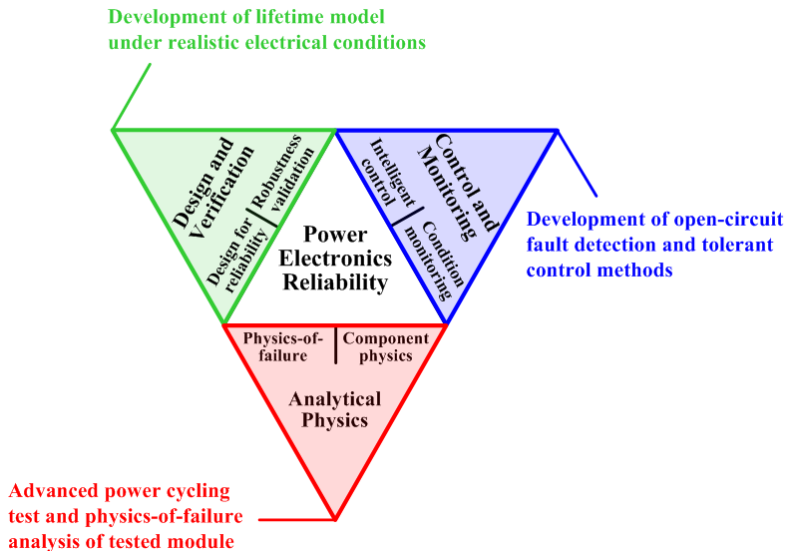 Development of lifetime model
under realistic electrical conditions
Design and
Verification
Robustness
validation
Design for
reliability
Intelligent
control
Control and
Monitoring
Condition
monitoring
Power
Electronics
Reliability
Development of open-circuit
fault detection and tolerant
control methods
Physics-of-
failure
Component
physics
Analytical
Physics
Advanced power cycling
test and physics-of-failure
analysis of tested module